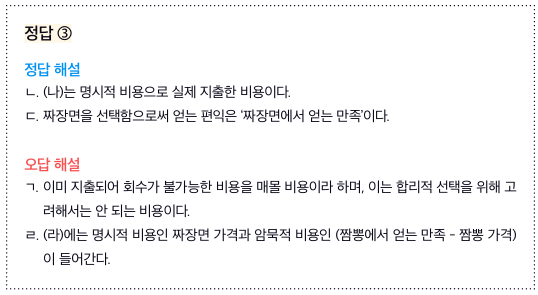 정답 ③
정답 해설
ㄴ. (나)는 명시적 비용으로 실제 지출한 비용이다.
ㄷ. 짜장면을 선택함으로써 얻는 편익은 ‘짜장면에서 얻는 만족’이다.
오답 해설
ㄱ. 이미 지출되어 회수가 불가능한 비용을 매몰 비용이라 하며, 이는 합리적 선택을 위해 고
려해서는 안 되는 비용이다.
ㄹ. (라)에는 명시적 비용인 짜장면 가격과 암묵적 비용인 (짬뽕에서 얻는 만족 – 짬뽕 가격)
이 들어간다.